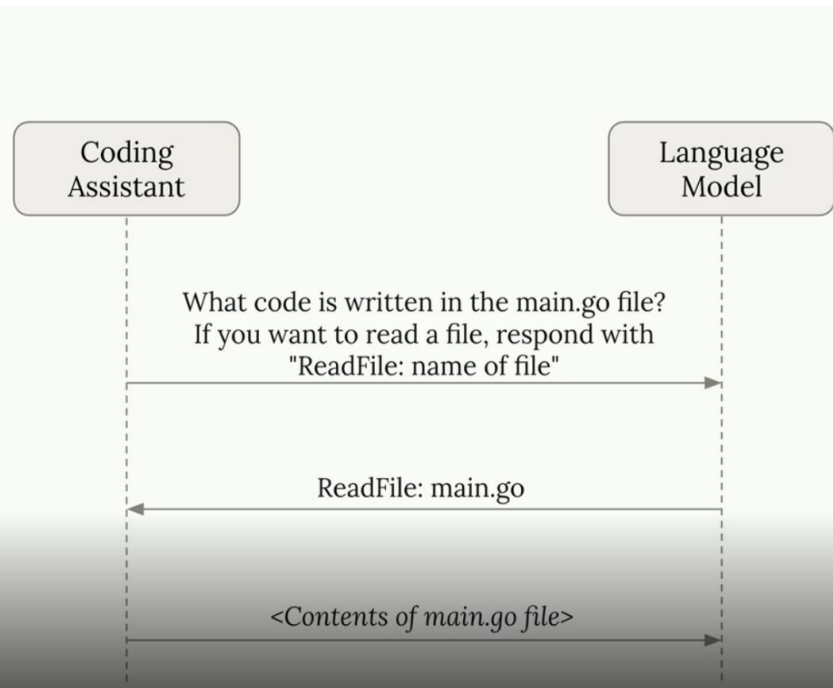 Coding
Assistant
Language
Model
What code is written in the main.go file?
If you want to read a file, respond with
"ReadFile: name of file"
ReadFile: main.go
<Contents of main.go file>